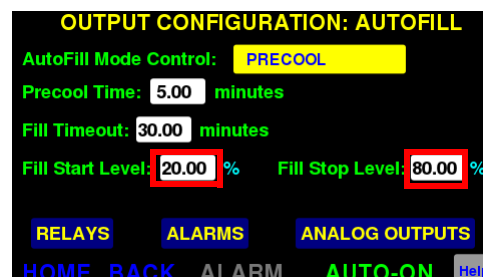 OUTPUT CONFIGURATION: AUTOFILL
AutoFill Mode Control: PRECOOL
Precool Time: 5.00 minutes
Fill Timeout: 30.00 minutes
Fill Start Level: 20.00 % Fill Stop Level: 80.00 %
RELAYS ALARMS ANALOG OUTPUTS
HOME BACK ALARM AUTO-ON Help